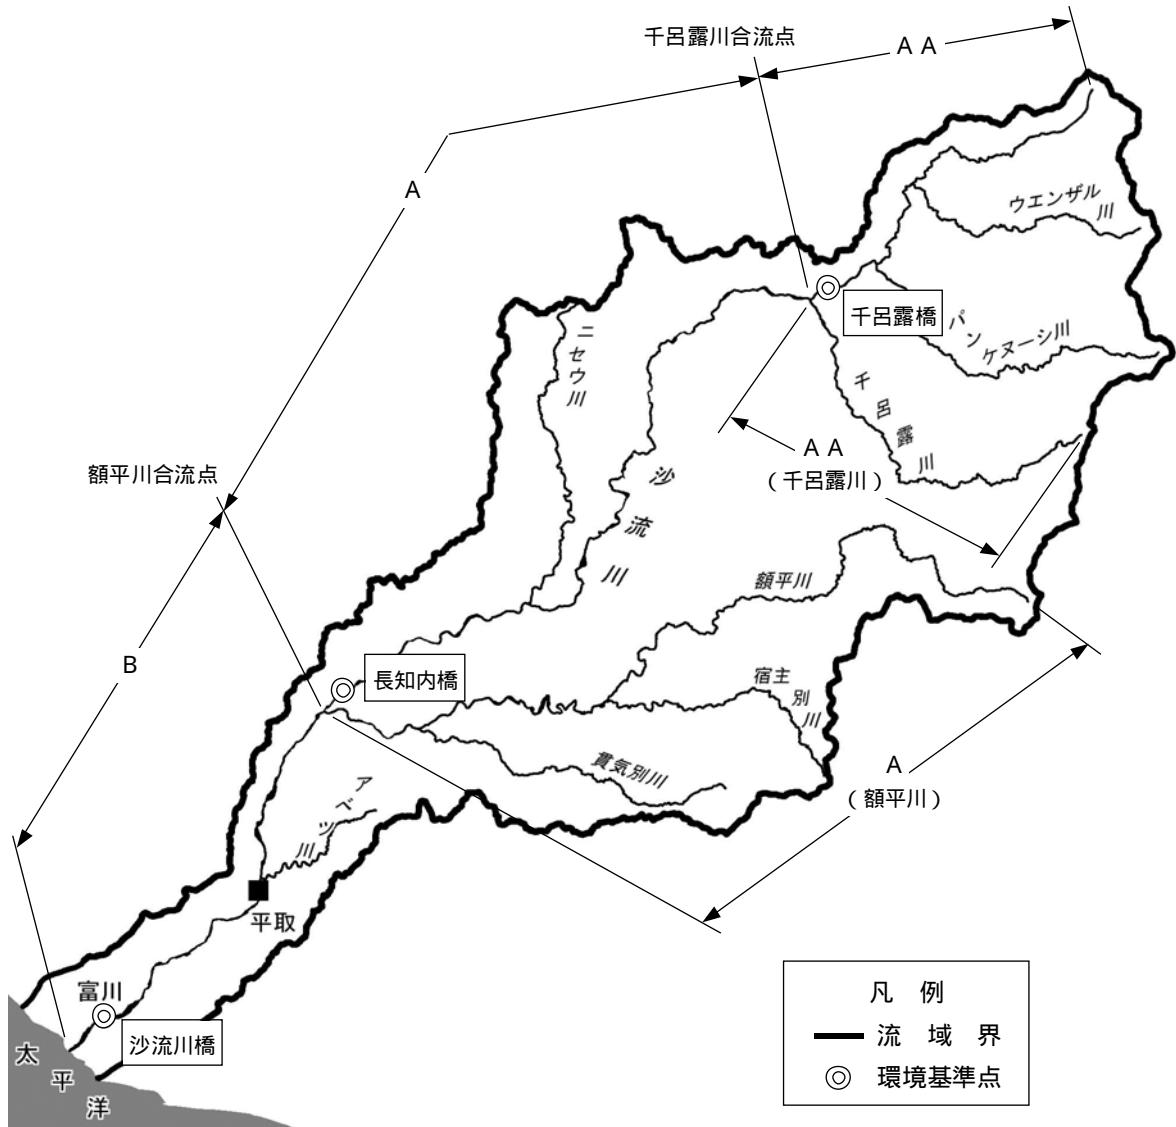 千呂露川合流点
A A
A
ウエンザル川
千呂露橋
パンケヌーシ川
ニセウ川
千呂露川
A A
（千呂露川）
沙流川
額平川合流点
額平川
B
長知内橋
宿主別川
貫気別川
A
（額平川）
アベツ川
平取
富川
沙流川橋
太平洋
凡 例
流 域 界
環境基準点